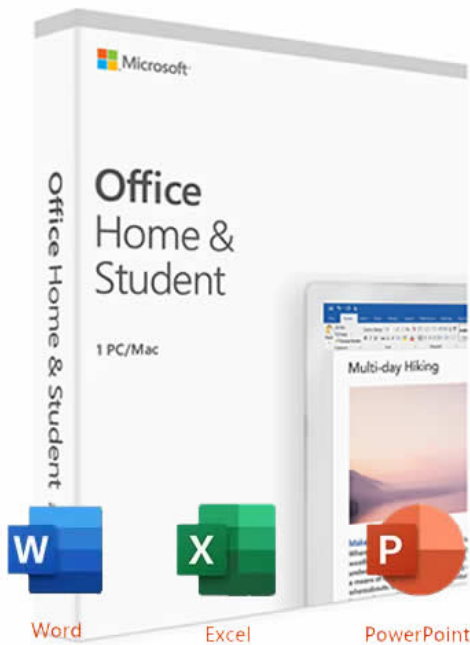 Microsoft
Office
Home &
Student
1 PC/Mac
Office Home & Student
Multi-day Hiking
W
X
P
Word
Excel
PowerPoint